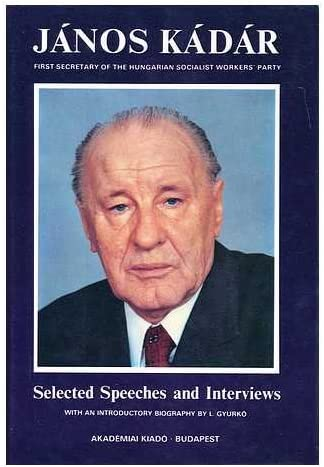 JÁNOS KÁDÁR
FIRST SECRETARY OF THE HUNGARIAN SOCIALIST WORKERS' PARTY
Selected Speeches and Interviews
WITH AN INTRODUCTORY BIOGRAPHY BY L. GYURKÓ
AKADÉMIAI KIADÓ · BUDAPEST